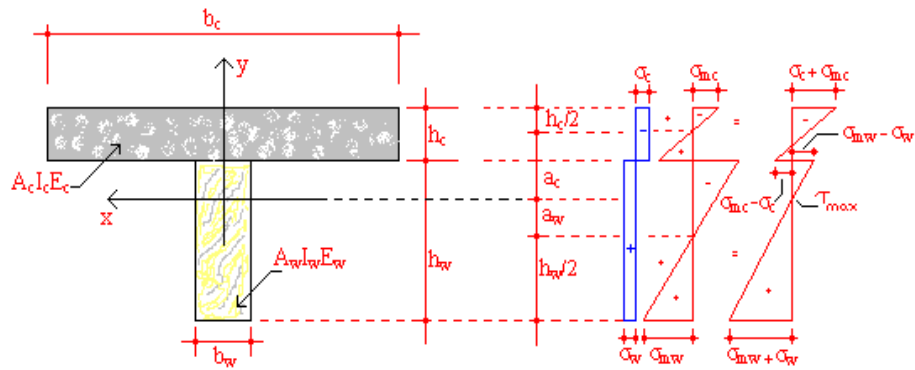 b_c
y
σ_c
σ_mc
σ_c + σ_mc
h_c
h_c/2
-
+
-
=
-
σ_mw - σ_w
+
A_c I_c E_c
a_c
x
-
σ_mc - σ_c
τ_max
a_w
h_w
+
A_w I_w E_w
h_w/2
+
=
+
+
b_w
σ_w
σ_mw
σ_mw + σ_w